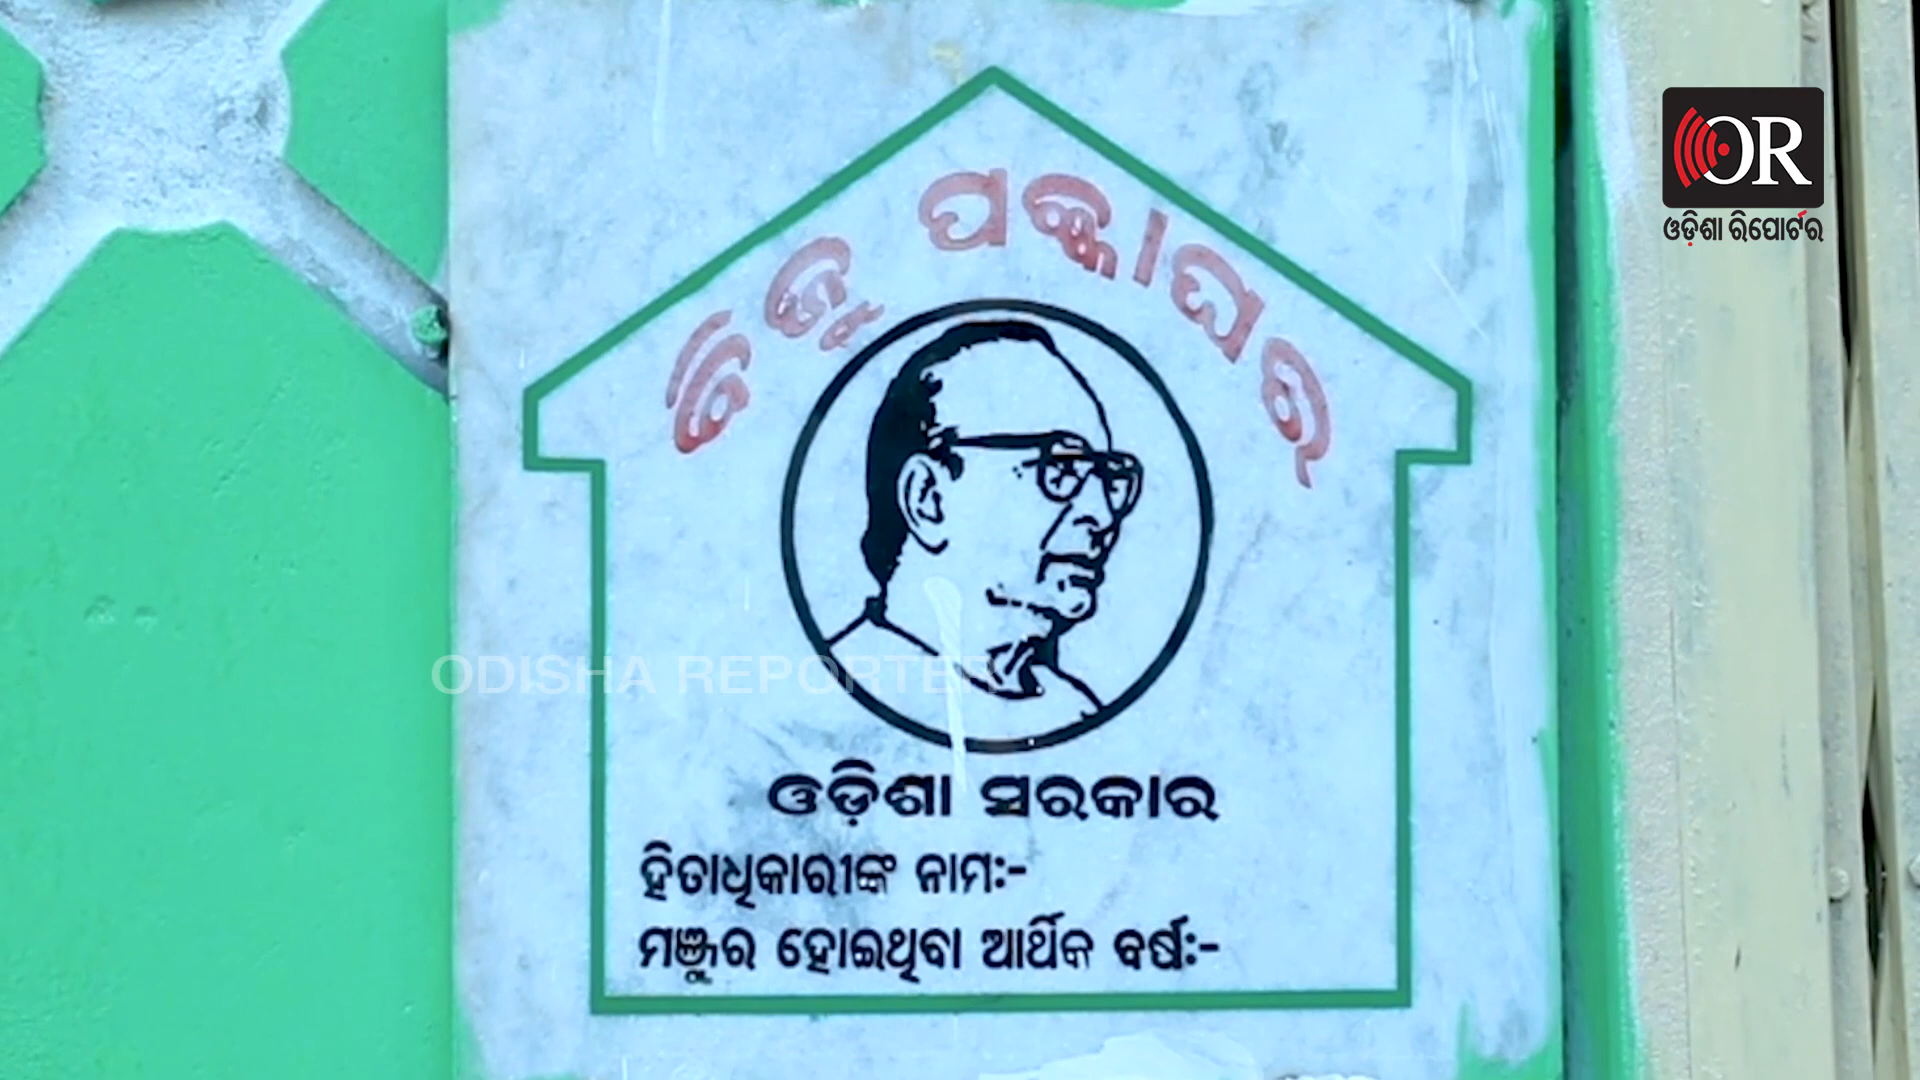 OR
ଓଡ଼ିଶା ରିପୋର୍ଟର
ବିଜୁ ପକ୍କାଘର
ODISHA REPORTER
ଓଡ଼ିଶା ସରକାର
ହିତାଧିକାରୀଙ୍କ ନାମଃ-
ମଞ୍ଜୁର ହୋଇଥିବା ଆର୍ଥିକ ବର୍ଷଃ-